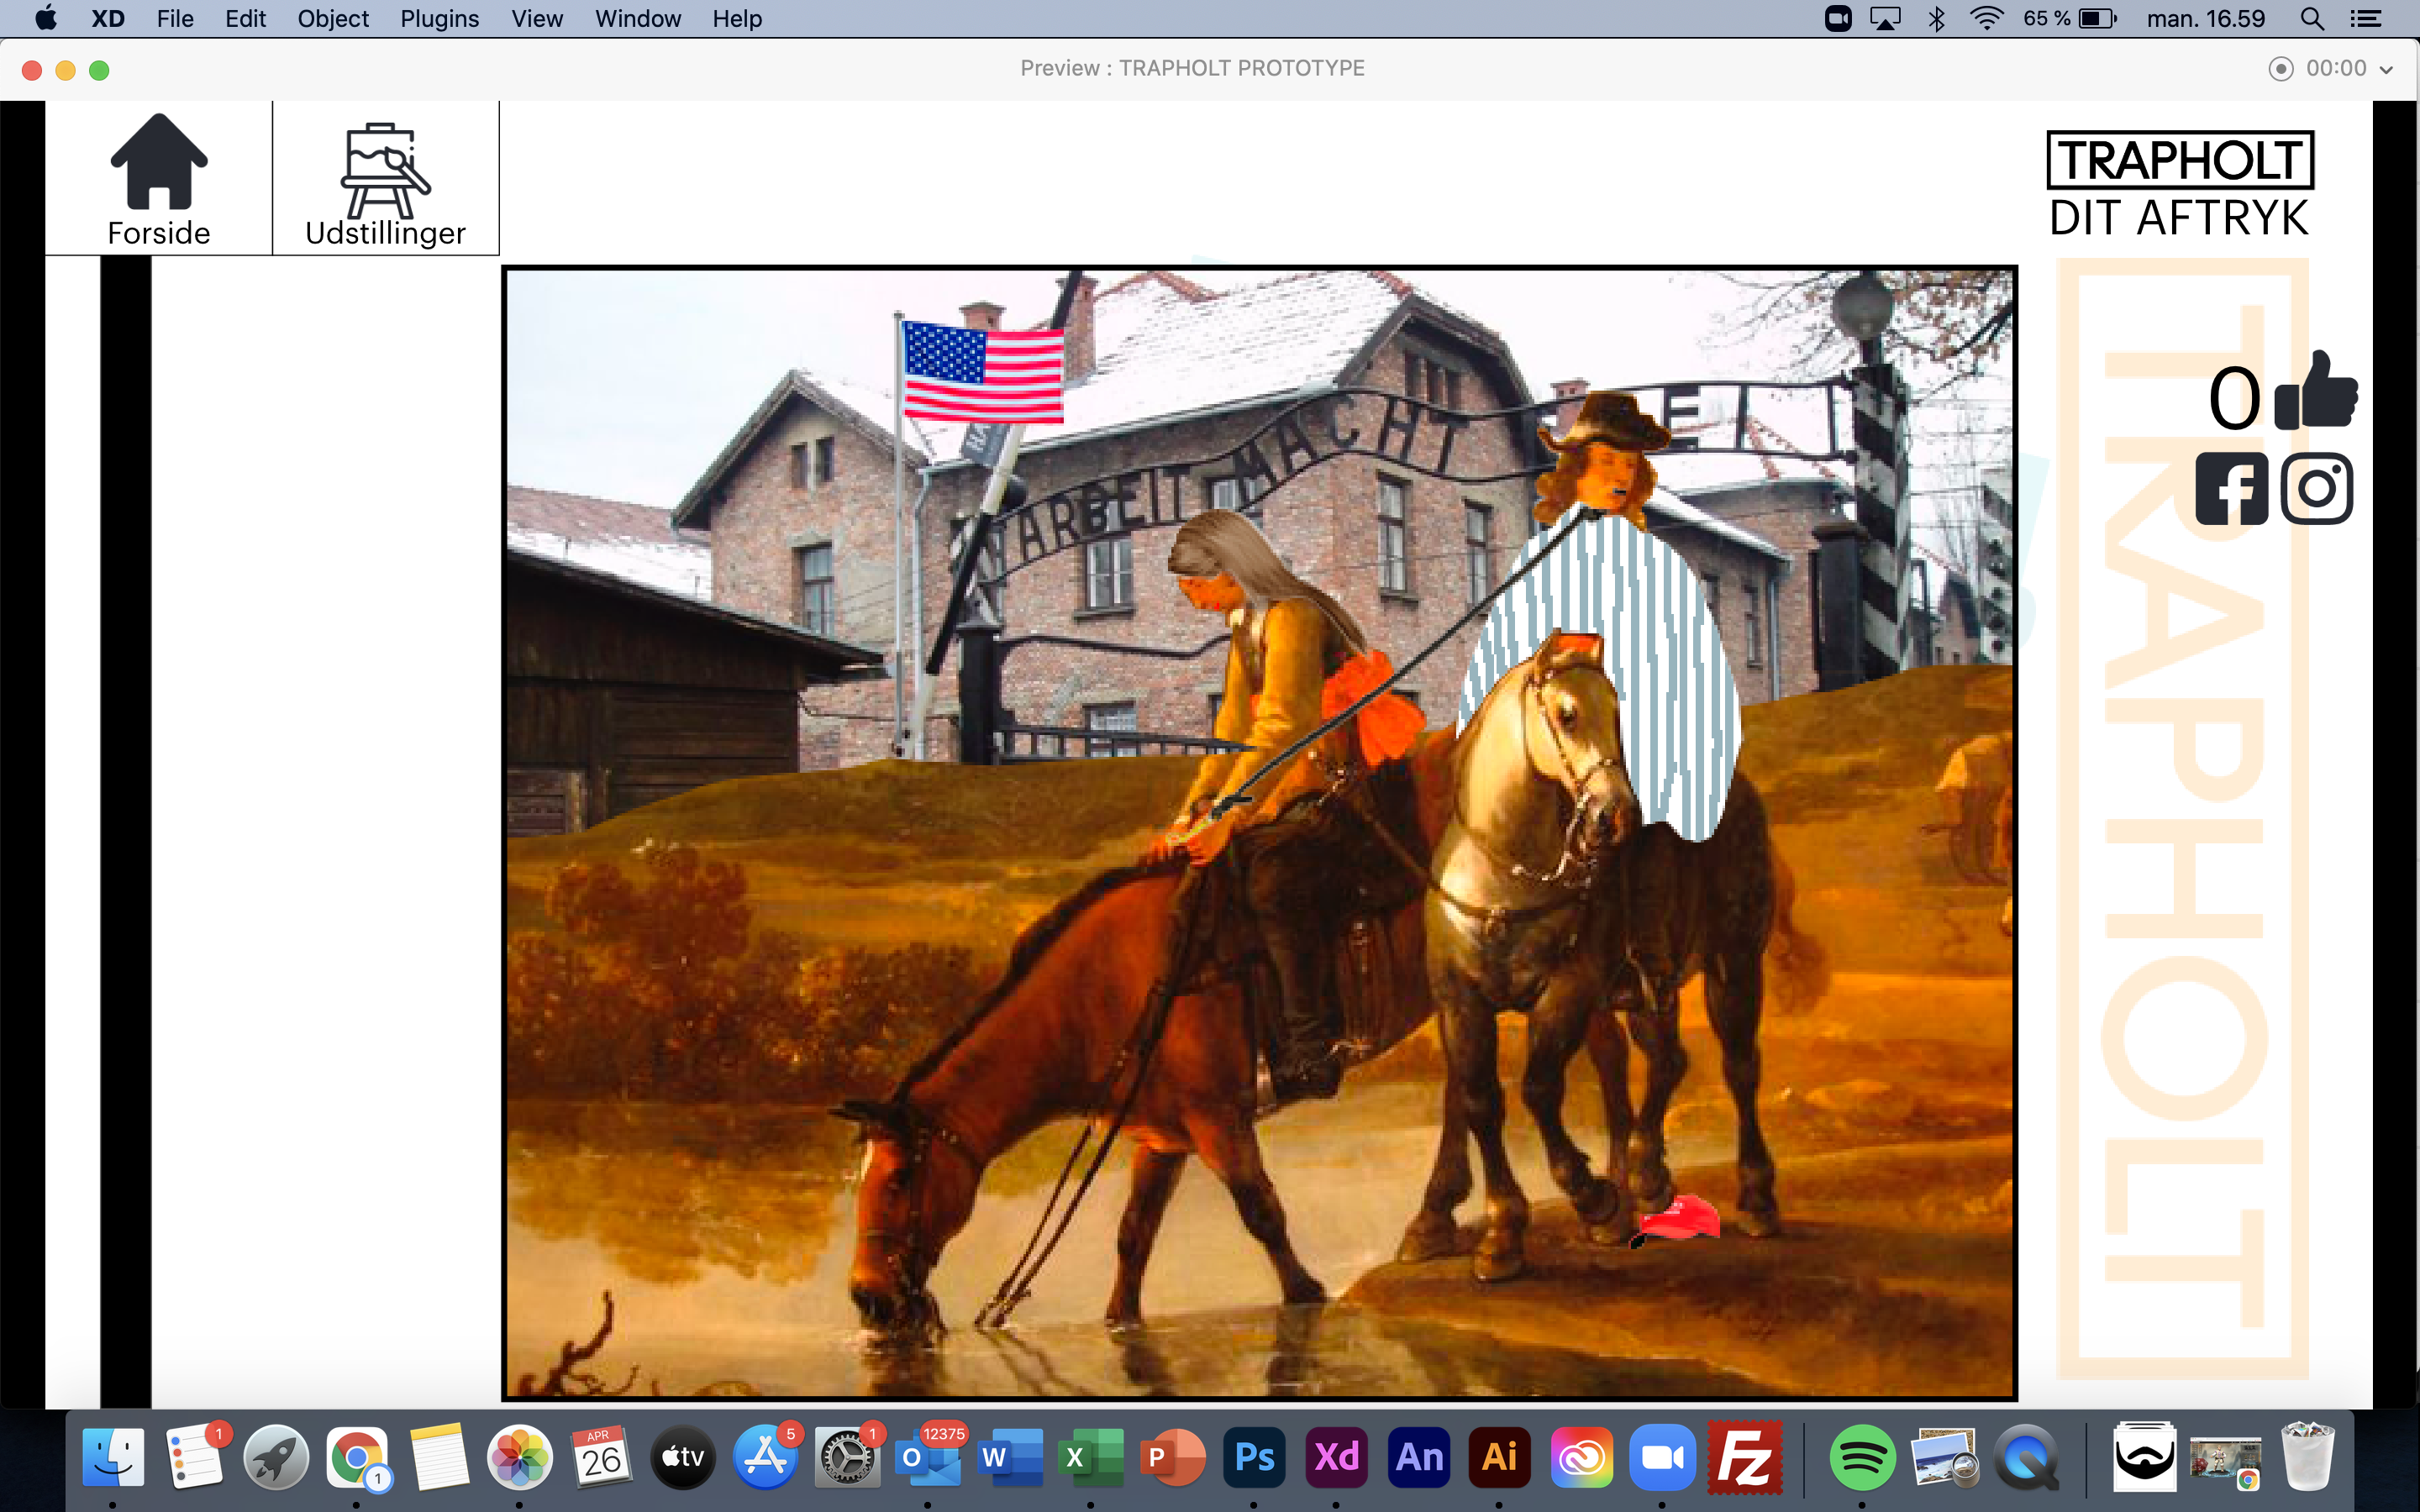 XD File Edit Object Plugins View Window Help 65 % man. 16.59
Preview : TRAPHOLT PROTOTYPE 00:00
Forside Udstillinger
TRAPHOLT
DIT AFTRYK
ARBEIT MACHT
TRAPHOLT
0
1
1
APR
26
tv
5
1
12375
O
W
X
P
Ps
Xd
An
Ai
Fz